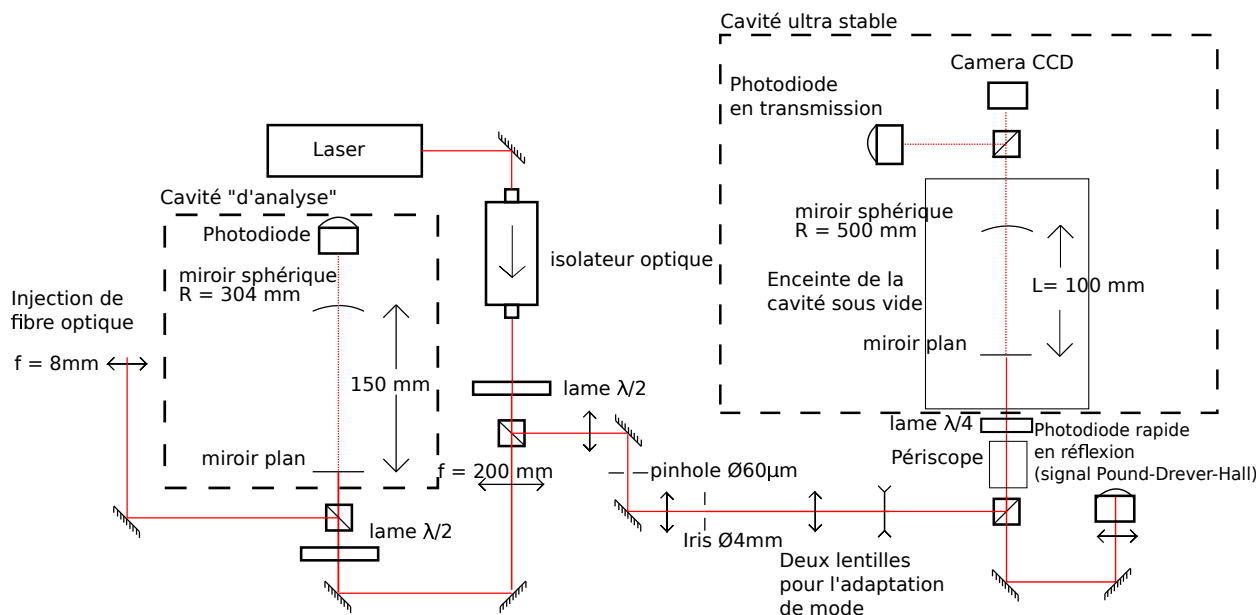 Cavité ultra stable
Camera CCD
Photodiode
en transmission
Laser
Cavité "d'analyse"
Photodiode
miroir sphérique
R = 304 mm
isolateur optique
miroir sphérique
R = 500 mm
Enceinte de la
cavité sous vide
L= 100 mm
miroir plan
Injection de
fibre optique
f = 8mm
150 mm
lame λ/2
lame λ/4
Photodiode rapide
en réflexion
(signal Pound-Drever-Hall)
Périscope
miroir plan
f = 200 mm
pinhole Ø60μm
lame λ/2
Iris Ø4mm
Deux lentilles
pour l'adaptation
de mode